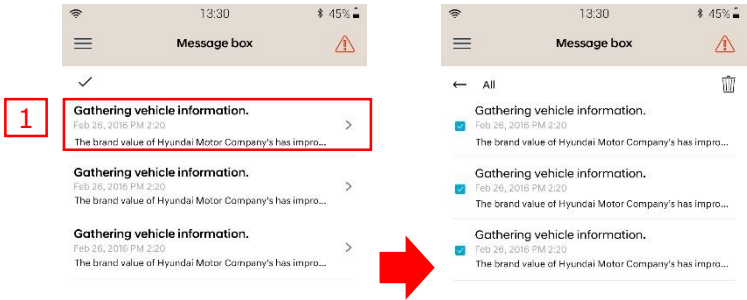 13:30
45%
Message box
1
Gathering vehicle information.
Feb 26, 2016 PM 2:20
The brand value of Hyundai Motor Company's has impro...
Gathering vehicle information.
Feb 26, 2016 PM 2:20
The brand value of Hyundai Motor Company's has impro...
Gathering vehicle information.
Feb 26, 2016 PM 2:20
The brand value of Hyundai Motor Company's has impro...
13:30
45%
Message box
All
Gathering vehicle information.
Feb 26, 2016 PM 2:20
The brand value of Hyundai Motor Company's has impro...
Gathering vehicle information.
Feb 26, 2016 PM 2:20
The brand value of Hyundai Motor Company's has impro...
Gathering vehicle information.
Feb 26, 2016 PM 2:20
The brand value of Hyundai Motor Company's has impro...